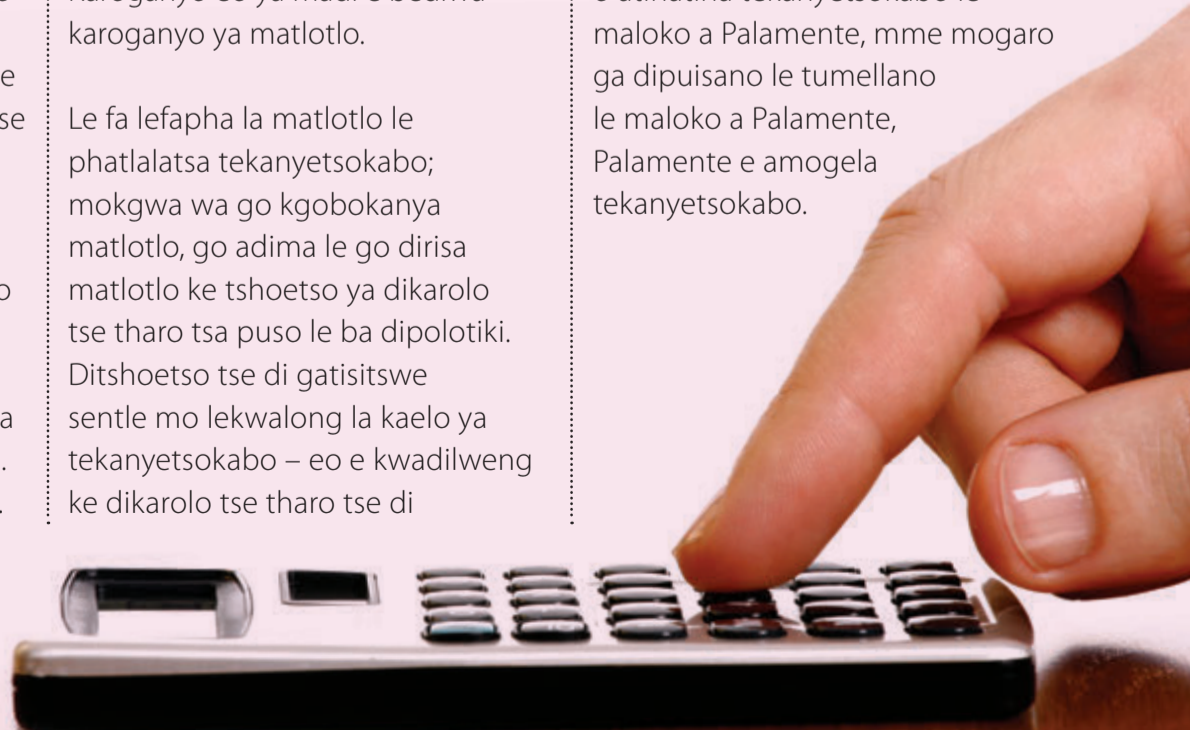 e
se
o
a
.
.
karoganyo ya matlotlo.
Le fa lefapha la matlotlo le
phatlalatsa tekanyetsokabo;
mokgwa wa go kgobokanya
matlotlo, go adima le go dirisa
matlotlo ke tshoetso ya dikarolo
tse tharo tsa puso le ba dipolotiki.
Ditshoetso tse di gatisitswe
sentle mo lekwalong la kaelo ya
tekanyetsokabo – eo e kwadilweng
ke dikarolo tse tharo tse di
maloko a Palamente, mme mogaro
ga dipuisano le tumellano
le maloko a Palamente,
Palamente e amogela
tekanyetsokabo.